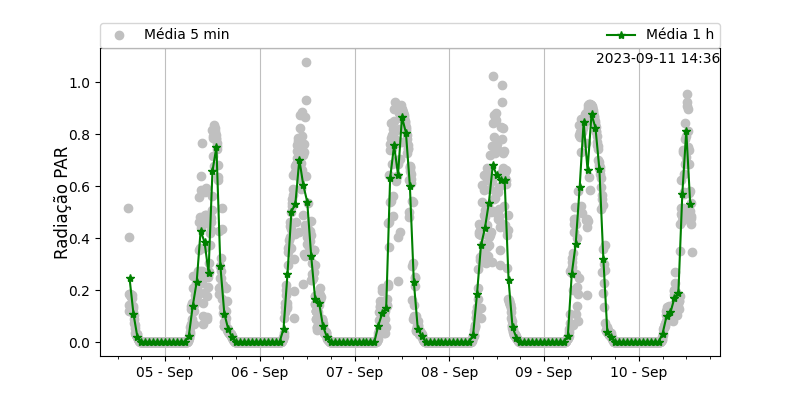 Média 5 min
Média 1 h
2023-09-11 14:36
Radiação PAR
1.0
0.8
0.6
0.4
0.2
0.0
05 - Sep
06 - Sep
07 - Sep
08 - Sep
09 - Sep
10 - Sep